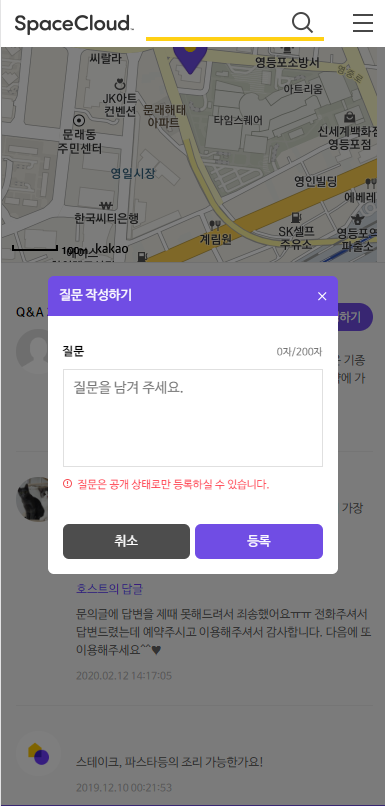 SpaceCloud.
씨랄라
영등포소방서
영중로
JK아트
컨벤션
문래해태
아파트
아트리움
타임스퀘어
신세계백화점
영등포점
문래동
주민센터
영일시장
영인빌딩
에베레
한국씨티은행
계림원
SK셀프
주유소
영등포역
파출소
100m kakao
에이스
Q&A
하기
질문 작성하기
×
질문
0자/200자
질문을 남겨 주세요.
질문은 공개 상태로만 등록하실 수 있습니다.
취소
등록
은 기종
약에 가
가장
호스트의 답글
문의글에 답변을 제때 못해드려서 죄송했어요ㅠㅠ 전화주셔서
답변드렸는데 예약주시고 이용해주셔서 감사합니다. 다음에 또
이용해주세요^^♥
2020.02.12 14:17:05
스테이크, 파스타등의 조리 가능한가요!
2019.12.10 00:21:53